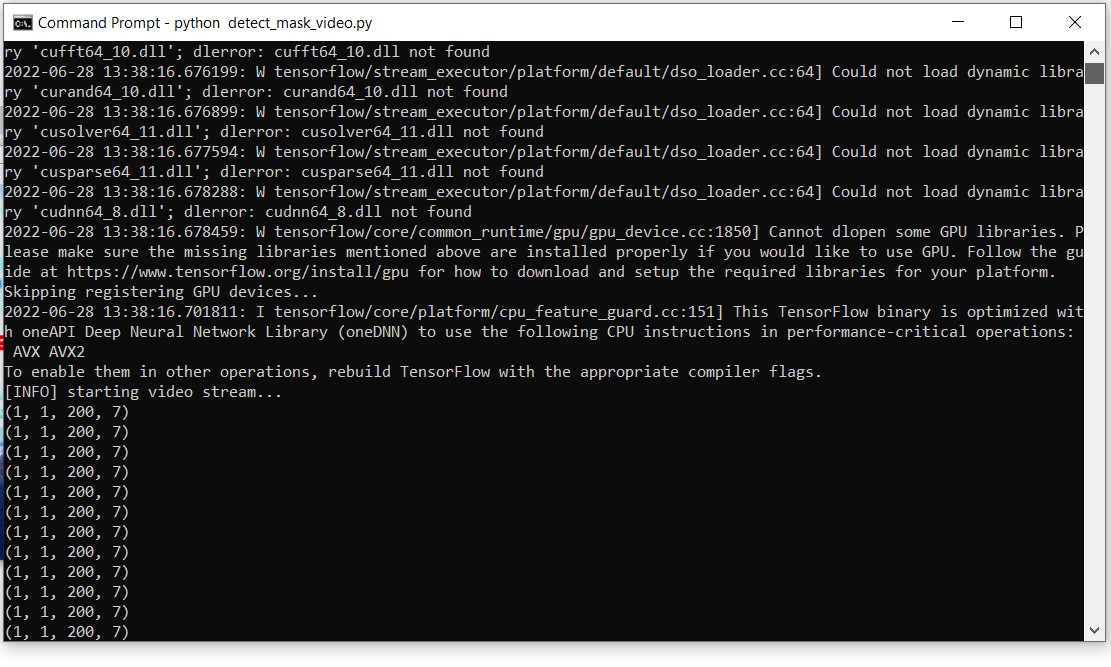 Command Prompt - python  detect_mask_video.py
ry 'cufft64_10.dll'; dlerror: cufft64_10.dll not found
2022-06-28 13:38:16.676199: W tensorflow/stream_executor/platform/default/dso_loader.cc:64] Could not load dynamic libra
ry 'curand64_10.dll'; dlerror: curand64_10.dll not found
2022-06-28 13:38:16.676899: W tensorflow/stream_executor/platform/default/dso_loader.cc:64] Could not load dynamic libra
ry 'cusolver64_11.dll'; dlerror: cusolver64_11.dll not found
2022-06-28 13:38:16.677594: W tensorflow/stream_executor/platform/default/dso_loader.cc:64] Could not load dynamic libra
ry 'cusparse64_11.dll'; dlerror: cusparse64_11.dll not found
2022-06-28 13:38:16.678288: W tensorflow/stream_executor/platform/default/dso_loader.cc:64] Could not load dynamic libra
ry 'cudnn64_8.dll'; dlerror: cudnn64_8.dll not found
2022-06-28 13:38:16.678459: W tensorflow/core/common_runtime/gpu/gpu_device.cc:1850] Cannot dlopen some GPU libraries. P
lease make sure the missing libraries mentioned above are installed properly if you would like to use GPU. Follow the gu
ide at https://www.tensorflow.org/install/gpu for how to download and setup the required libraries for your platform.
Skipping registering GPU devices...
2022-06-28 13:38:16.701811: I tensorflow/core/platform/cpu_feature_guard.cc:151] This TensorFlow binary is optimized wit
h oneAPI Deep Neural Network Library (oneDNN) to use the following CPU instructions in performance-critical operations:
 AVX AVX2
To enable them in other operations, rebuild TensorFlow with the appropriate compiler flags.
[INFO] starting video stream...
(1, 1, 200, 7)
(1, 1, 200, 7)
(1, 1, 200, 7)
(1, 1, 200, 7)
(1, 1, 200, 7)
(1, 1, 200, 7)
(1, 1, 200, 7)
(1, 1, 200, 7)
(1, 1, 200, 7)
(1, 1, 200, 7)
(1, 1, 200, 7)
(1, 1, 200, 7)